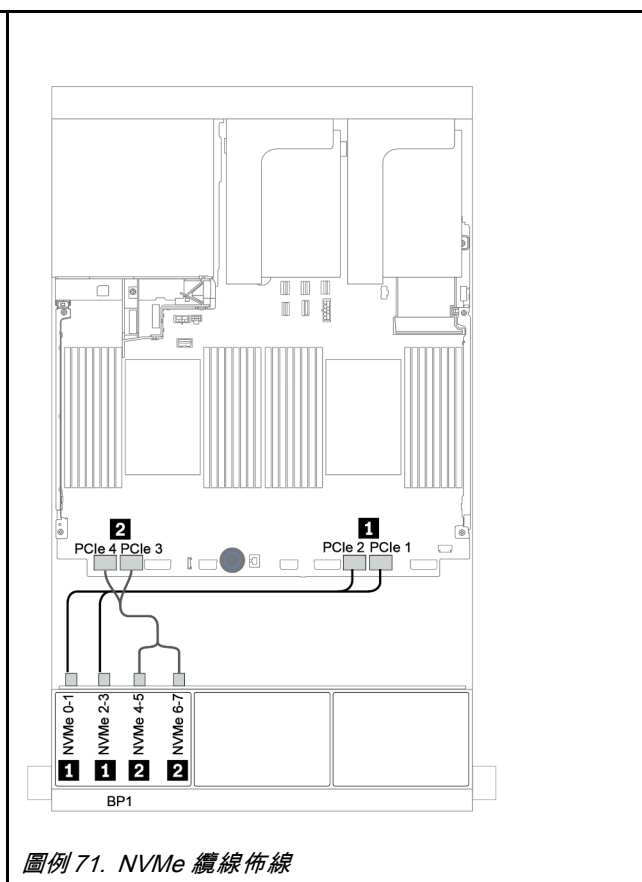 2
1
PCIe 4 PCIe 3
PCIe 2 PCIe 1
NVMe 0-1
NVMe 2-3
NVMe 4-5
NVMe 6-7
1 1 2 2
BP1
圖例 71. NVMe 纜線佈線